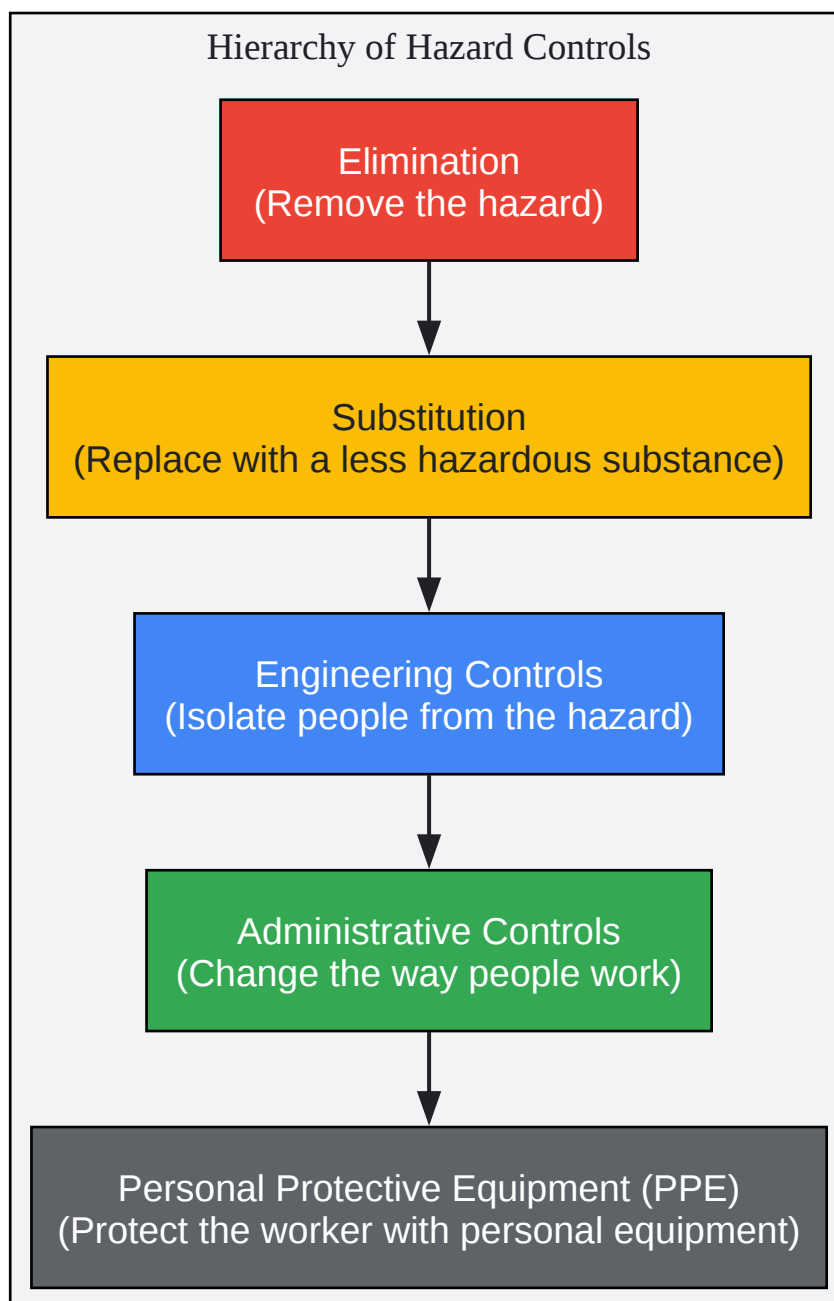 Hierarchy of Hazard Controls
Elimination
(Remove the hazard)
Substitution
(Replace with a less hazardous substance)
Engineering Controls
(Isolate people from the hazard)
Administrative Controls
(Change the way people work)
Personal Protective Equipment (PPE)
(Protect the worker with personal equipment)